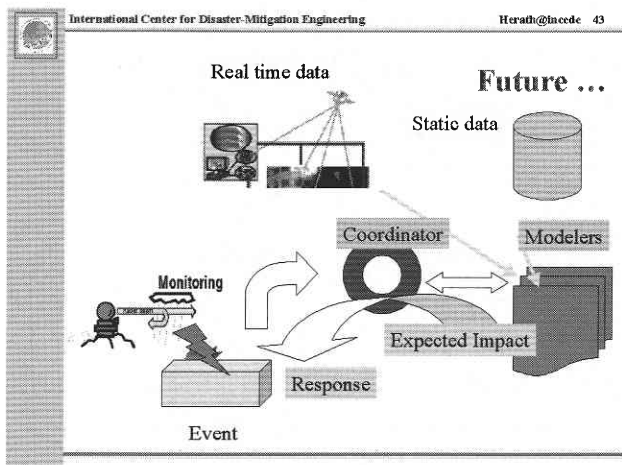 International Center for Disaster-Mitigation Engineering
Herath@incede 43
Real time data
Future ...
Static data
Coordinator
Modelers
Monitoring
Expected Impact
Response
Event